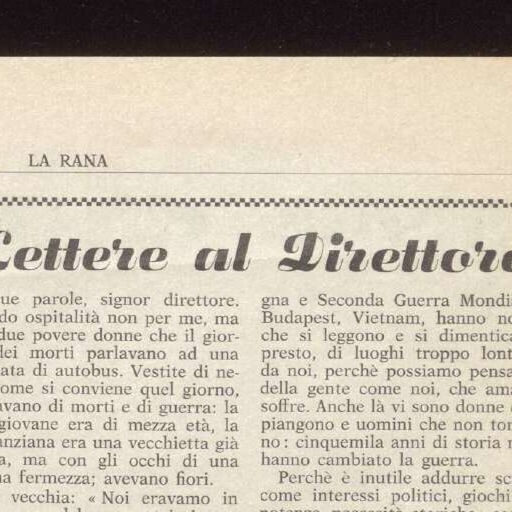 LA RANA
Lettere al Direttore
ue parole, signor direttore.
do ospitalità non per me, ma
due povere donne che il gior-
dei morti parlavano ad una
ata di autobus. Vestite di ne-
ome si conviene quel giorno,
avano di morti e di guerra: la
giovane era di mezza età, la
nziana era una vecchietta già
a, ma con gli occhi di una
na fermezza; avevano fiori.
vecchia: « Noi eravamo in
gna e Seconda Guerra Mondi
Budapest, Vietnam, hanno no
che si leggono e si dimentica
presto, di luoghi troppo lont
da noi, perchè possiamo pensa
della gente come noi, che ama
soffre. Anche là vi sono donne
piangono e uomini che non tor
no: cinquemila anni di storia n
hanno cambiato la guerra.
Perchè è inutile addurre sc
come interessi politici, giochi